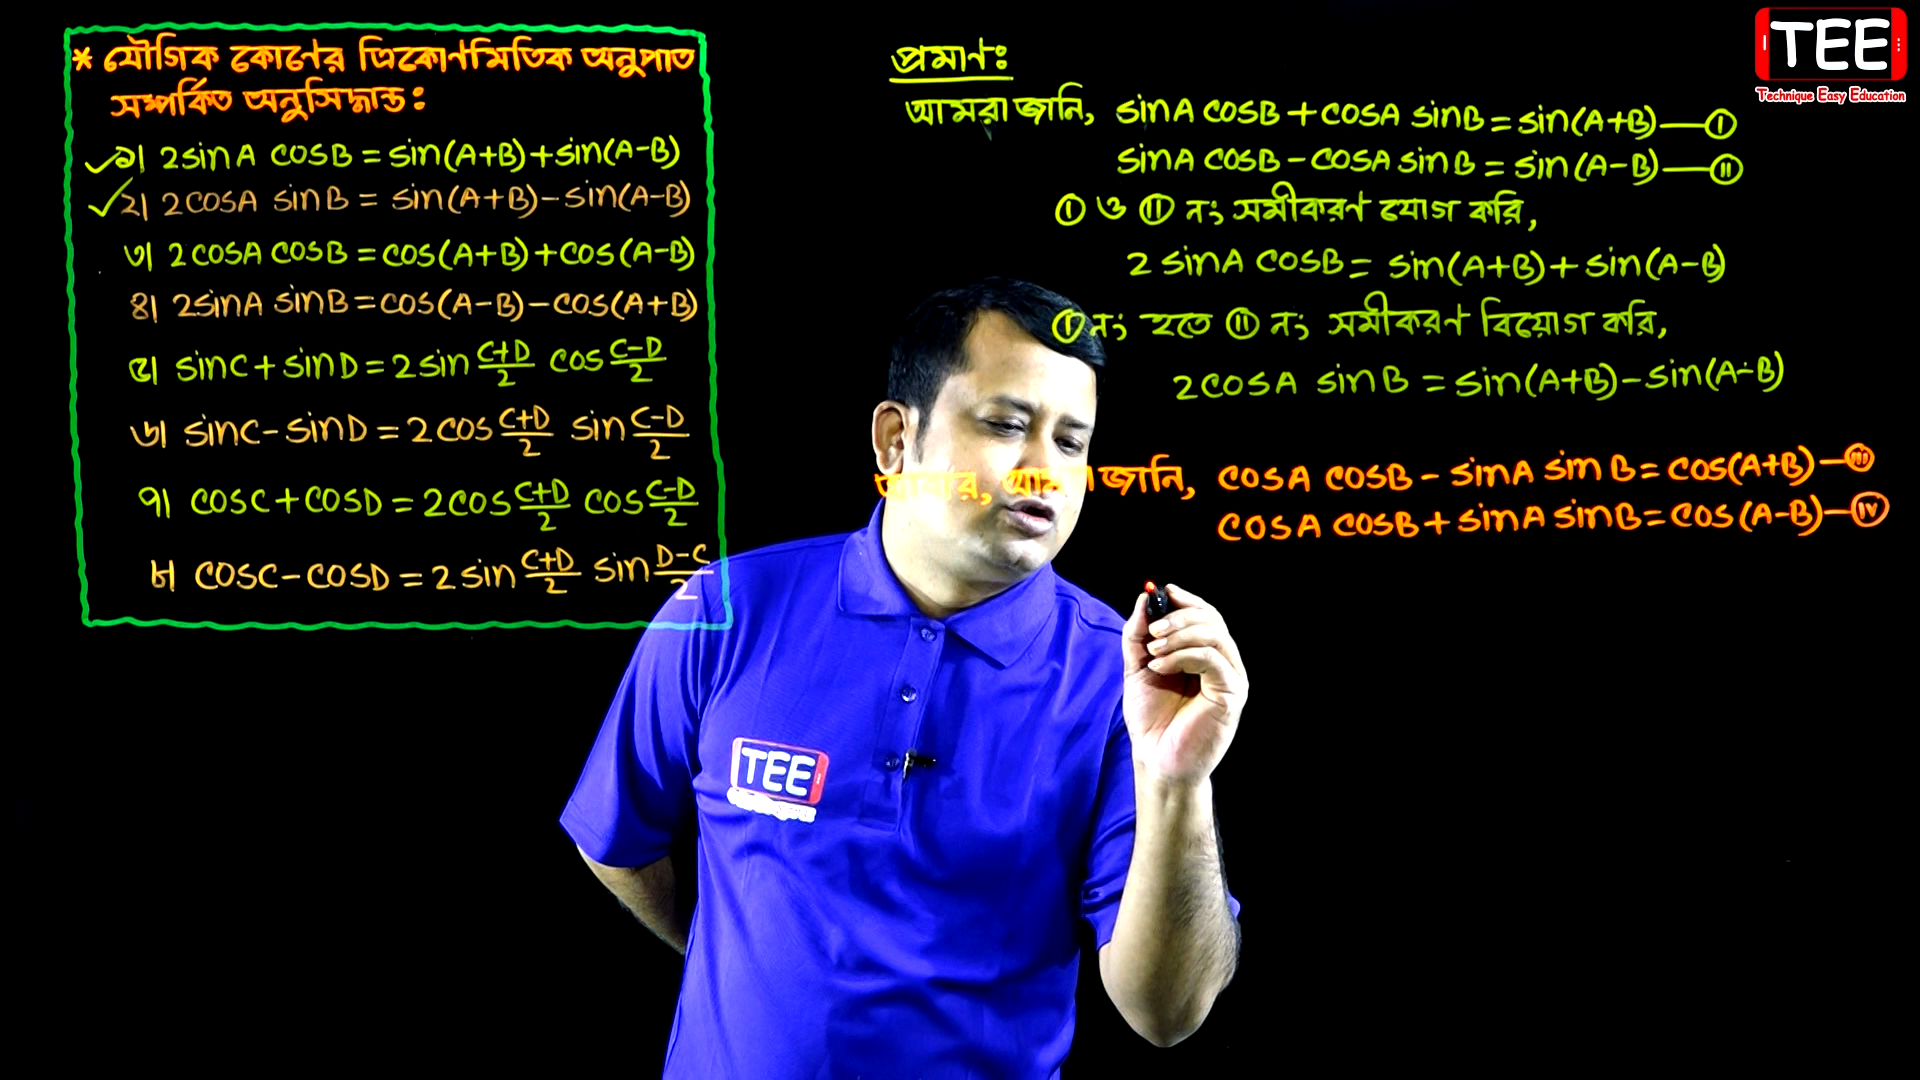 * যৌগিক কোণের ত্রিকোণমিতিক অনুপাত
সম্পর্কিত অনুসিদ্ধান্ত:
১। 2sinA cosB = sin(A+B)+sin(A-B)
২। 2cosA sinB = sin(A+B)-sin(A-B)
৩। 2cosA cosB = cos(A+B)+cos(A-B)
৪। 2sinA sinB = cos(A-B)-cos(A+B)
৫। sinC+sinD = 2sin (C+D)/2 cos (C-D)/2
৬। sinC-sinD = 2cos (C+D)/2 sin (C-D)/2
৭। cosC+cosD = 2cos (C+D)/2 cos (C-D)/2
৮। cosC-cosD = 2sin (C+D)/2 sin (D-C)/2
প্রমাণঃ
আমরা জানি, sinA cosB + cosA sinB = sin(A+B) — (i)
sinA cosB - cosA sinB = sin(A-B) — (ii)
(i) ও (ii) নং সমীকরণ যোগ করি,
2 sinA cosB = sin(A+B) + sin(A-B)
(i) নং হতে (ii) নং সমীকরণ বিয়োগ করি,
2cosA sinB = sin(A+B)-sin(A-B)
আবার, আমরা জানি, cosA cosB - sinA sinB = cos(A+B) — (iii)
cosA cosB + sinA sinB = cos(A-B) — (iv)
TEE
Technique Easy Education
TEE